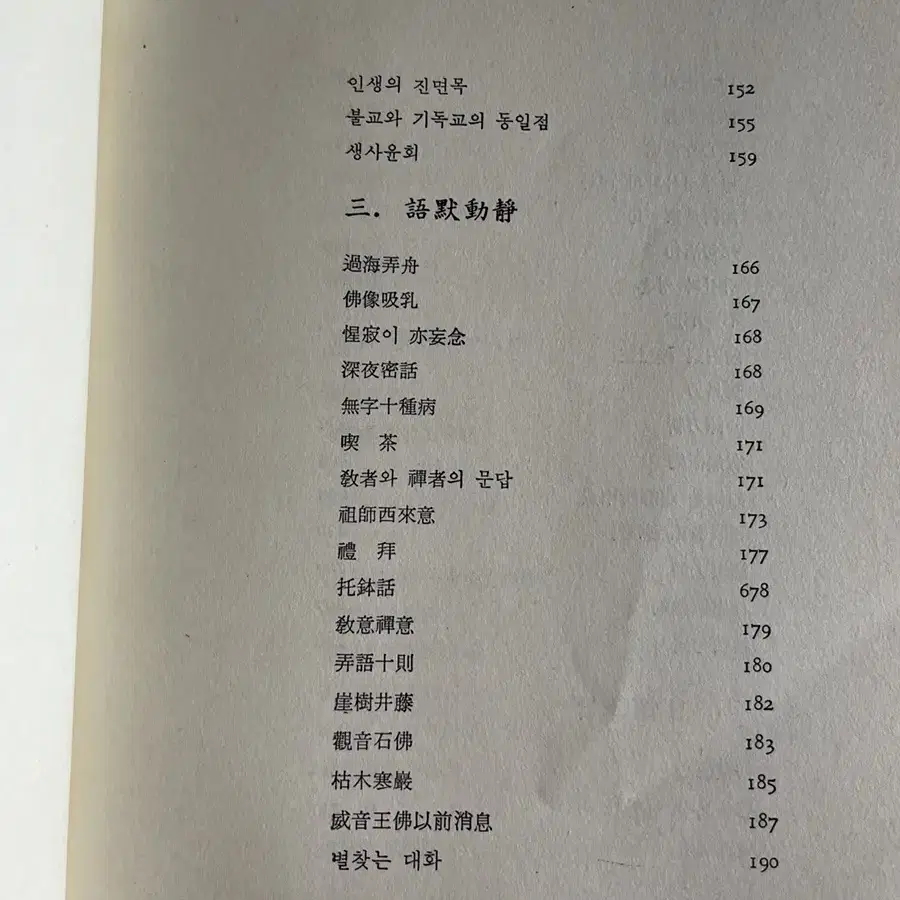 인생의 진면목 152
불교와 기독교의 동일점 155
생사윤회 159
三. 語默動靜
過海弄舟 166
佛像吸乳 167
惺寂이 亦妄念 168
深夜密話 168
無字十種病 169
喫 茶 171
敎者와 禪者의 문답 171
祖師西來意 173
禮 拜 177
托鉢話 678
敎意禪意 179
弄語十則 180
崖樹井藤 182
觀音石佛 183
枯木寒巖 185
威音王佛以前消息 187
별찾는 대화 190